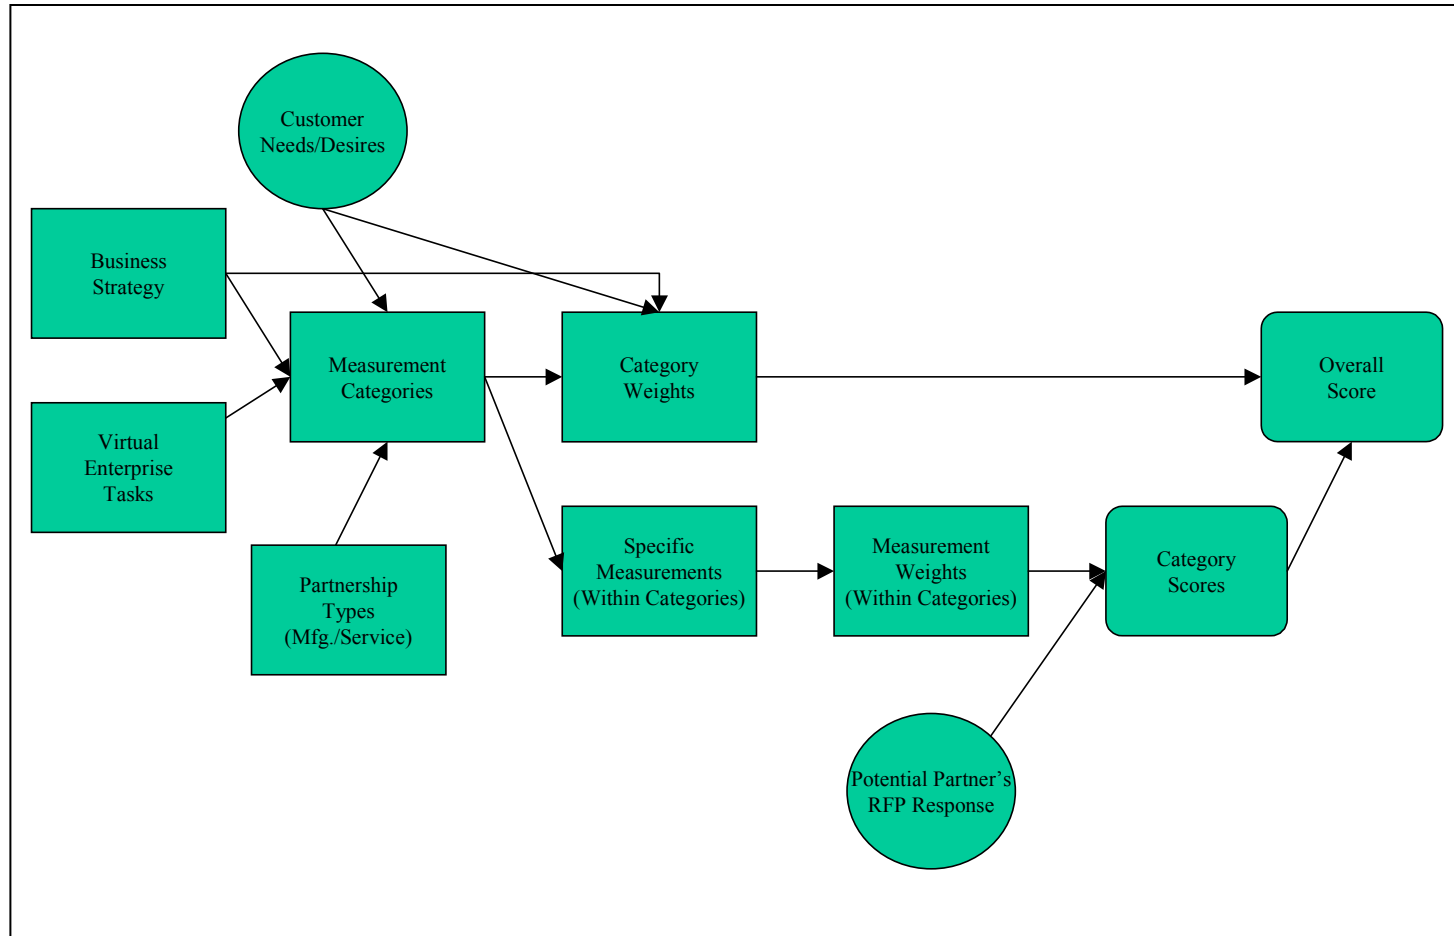 Customer
Needs/Desires
Business
Strategy
Measurement
Categories
Category
Weights
Overall
Score
Virtual
Enterprise
Tasks
Specific
Measurements
(Within Categories)
Measurement
Weights
(Within Categories)
Category
Scores
Partnership
Types
(Mfg./Service)
Potential Partner’s
RFP Response